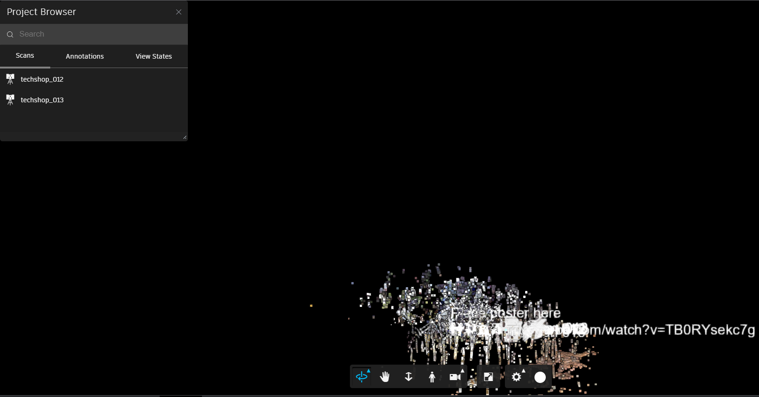 Project Browser
Search
Scans
Annotations
View States
techshop_012
techshop_013
poster here
m/watch?v=TB0RYsekc7g